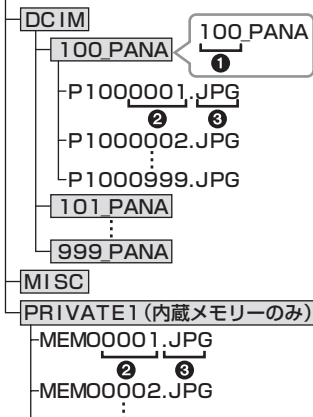 DCIM
100_PANA
100_PANA
❶
P1000001.JPG
❷ ❸
P1000002.JPG
P1000999.JPG
101_PANA
999_PANA
MISC
PRIVATE1(内蔵メモリーのみ)
MEMO0001.JPG
❷ ❸
MEMO0002.JPG